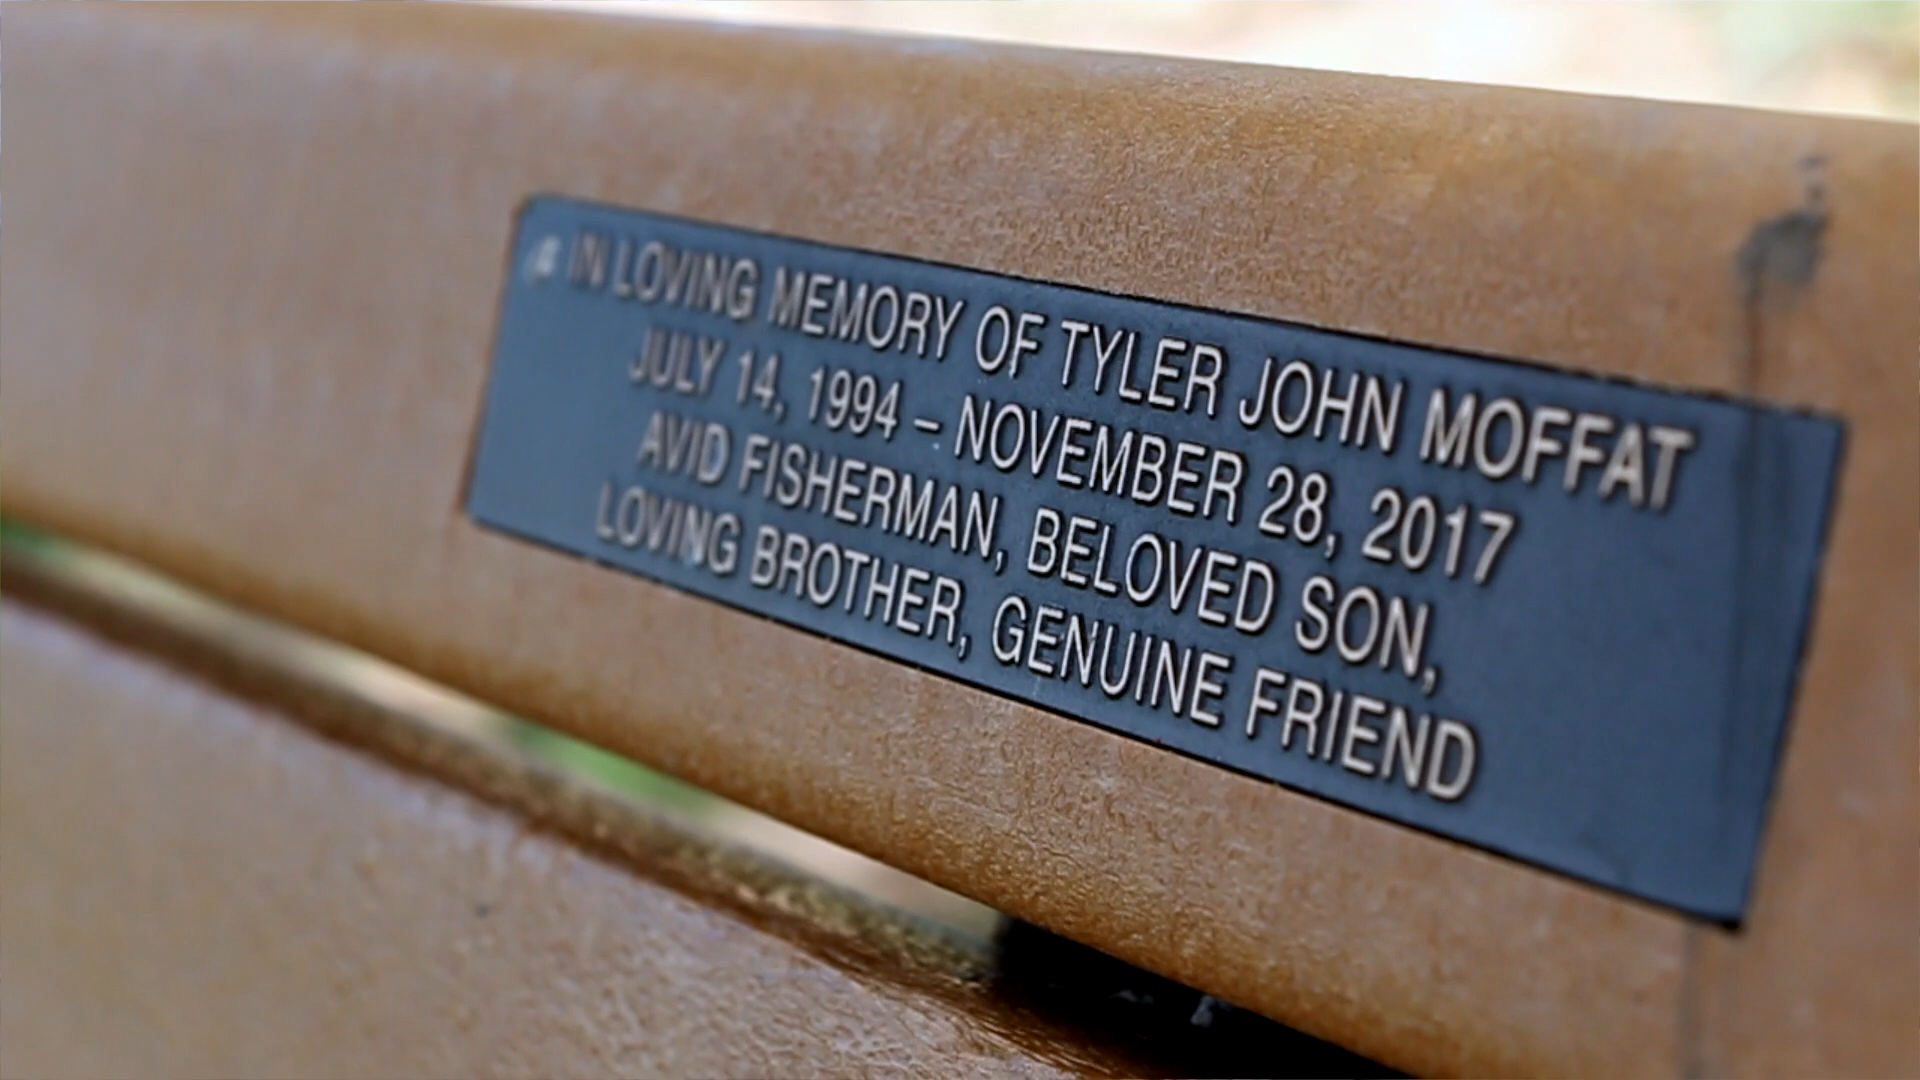 IN LOVING MEMORY OF TYLER JOHN MOFFAT
JULY 14, 1994 – NOVEMBER 28, 2017
AVID FISHERMAN, BELOVED SON,
LOVING BROTHER, GENUINE FRIEND